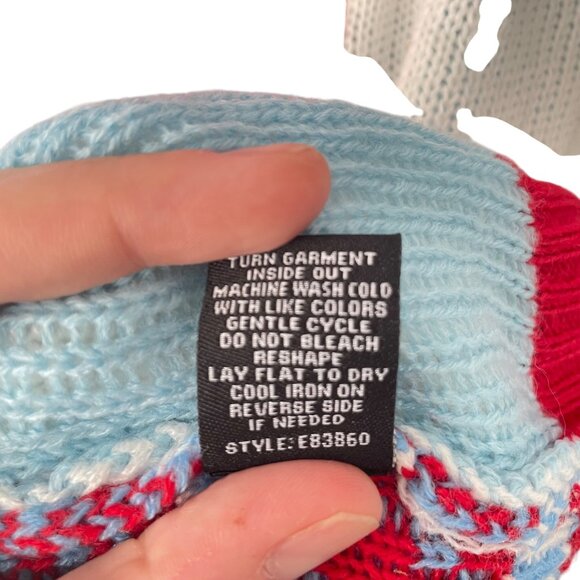 TURN GARMENT
INSIDE OUT
MACHINE WASH COLD
WITH LIKE COLORS
GENTLE CYCLE
DO NOT BLEACH
RESHAPE
LAY FLAT TO DRY
COOL IRON ON
REVERSE SIDE
IF NEEDED
STYLE: E83860